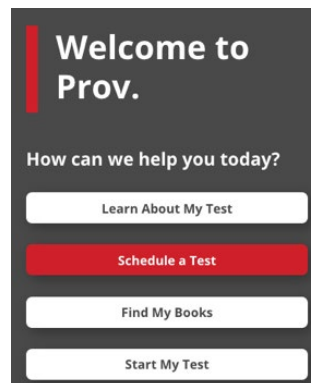 Welcome to
Prov.
How can we help you today?
Learn About My Test
Schedule a Test
Find My Books
Start My Test